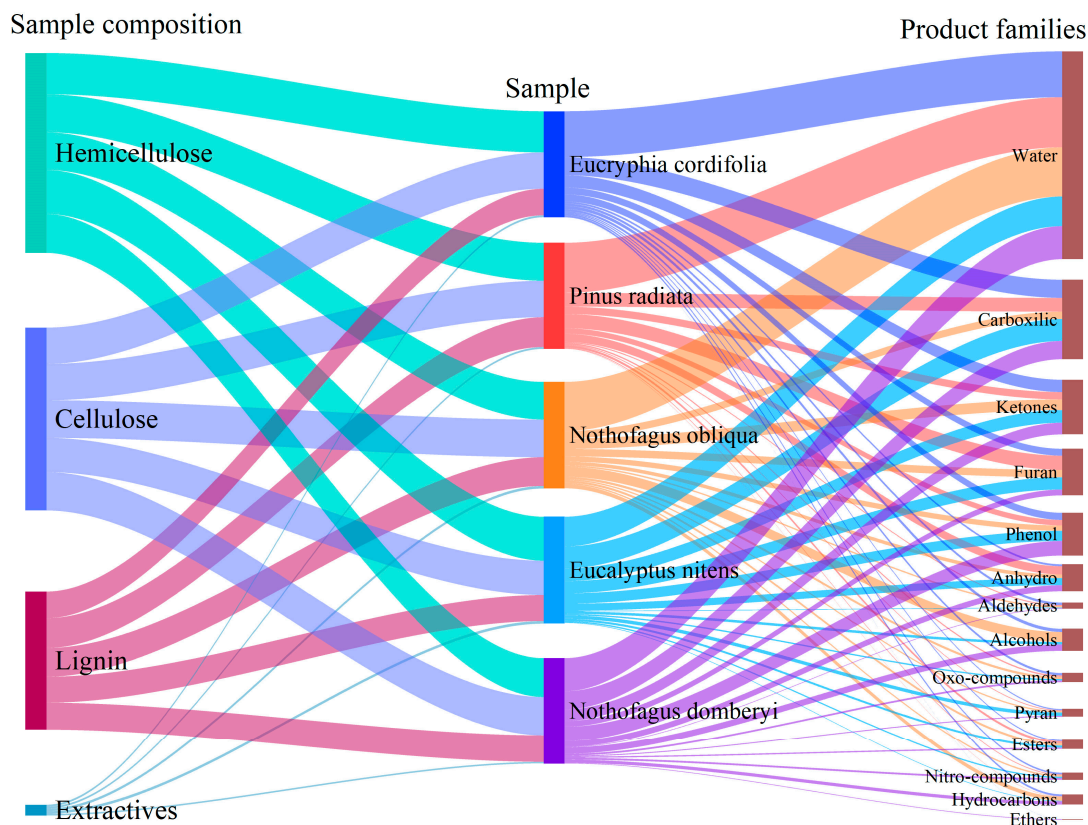 Sample composition
Sample
Product families
Hemicellulose
Cellulose
Lignin
Extractives
Eucryphia cordifolia
Pinus radiata
Nothofagus obliqua
Eucalyptus nitens
Nothofagus domberyi
Water
Carboxilic
Ketones
Furan
Phenol
Anhydro
Aldehydes
Alcohols
Oxo-compounds
Pyran
Esters
Nitro-compounds
Hydrocarbons
Ethers